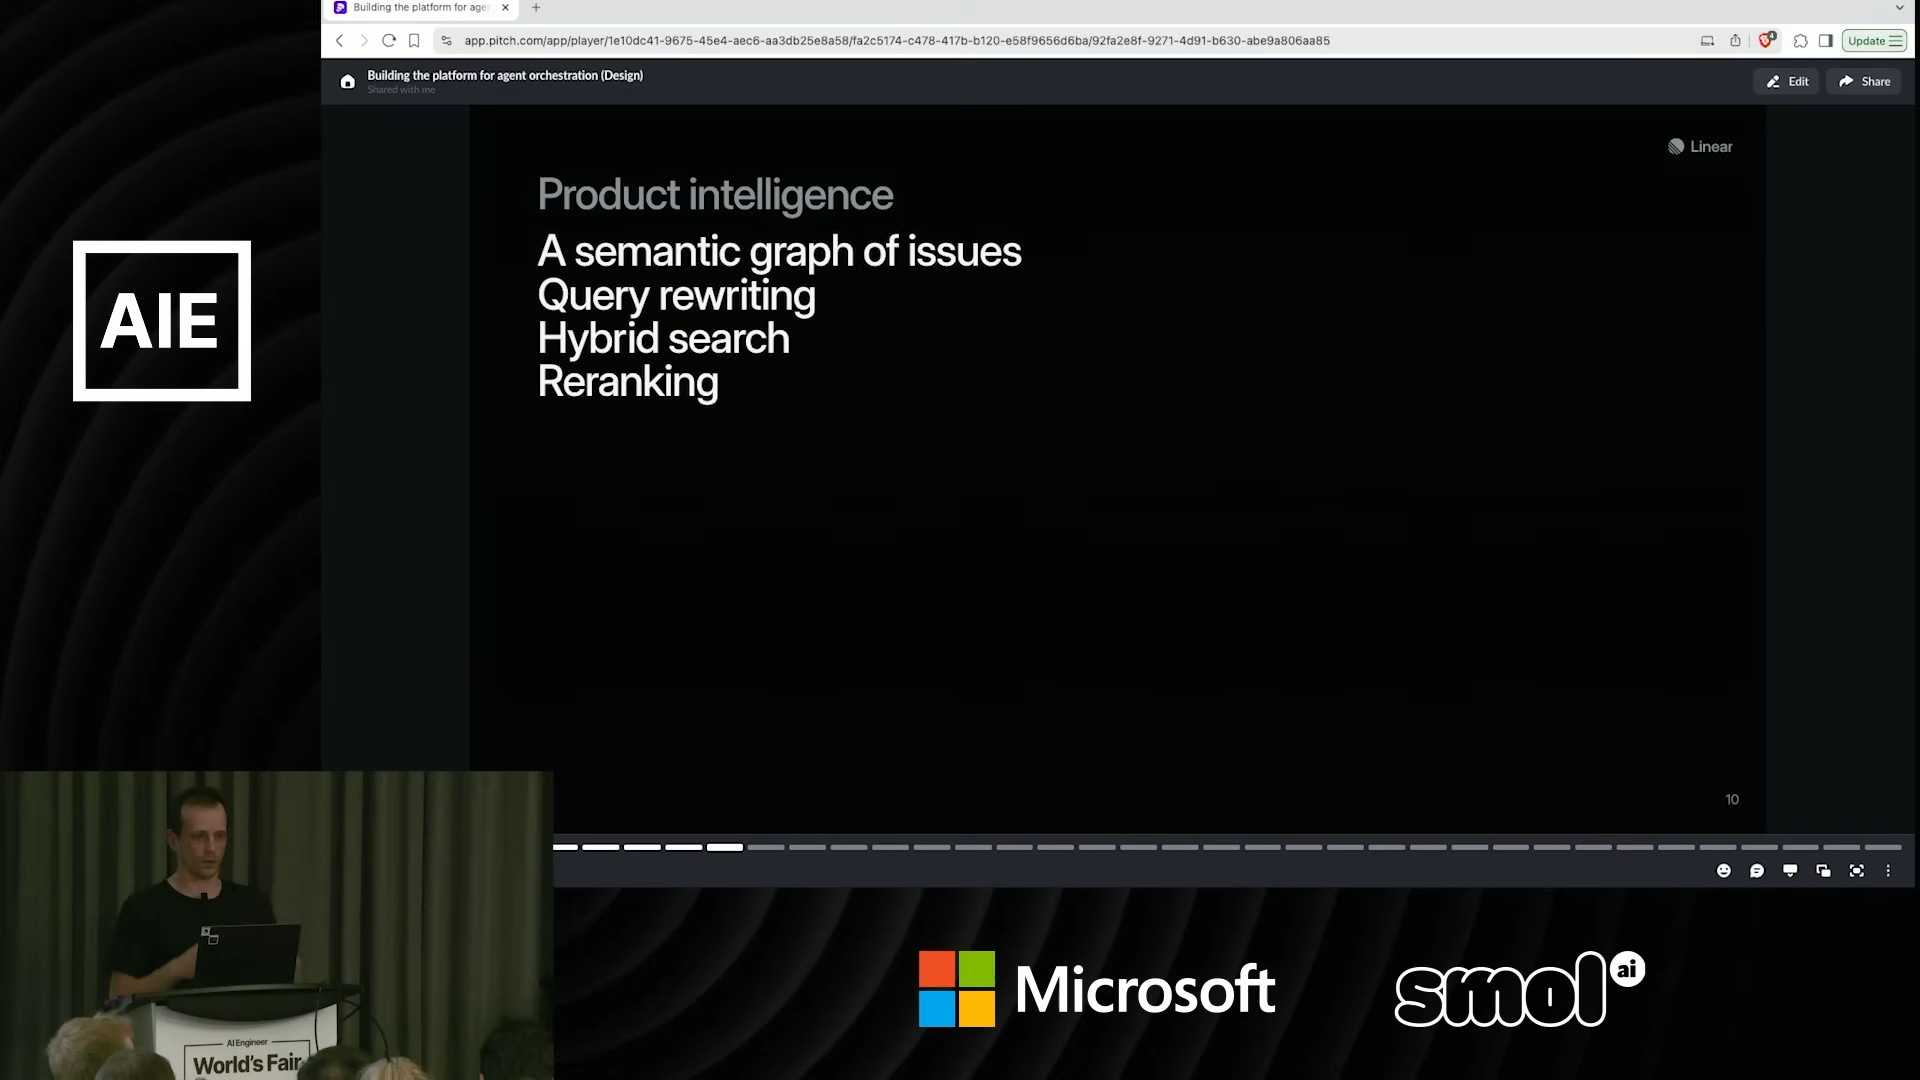 Building the platform for age
app.pitch.com/app/player/1e10dc41-9675-45e4-aec6-aa3db25e8a58/fa2c5174-c478-417b-b120-e58f9656d6ba/92fa2e8f-9271-4d91-b630-abe9a806aa85
Update
Building the platform for agent orchestration (Design)
Shared with me
Edit
Share
Linear
Product intelligence
A semantic graph of issues
Query rewriting
Hybrid search
Reranking
AIE
10
Microsoft
smol ai
AI Engineer
World's Fair